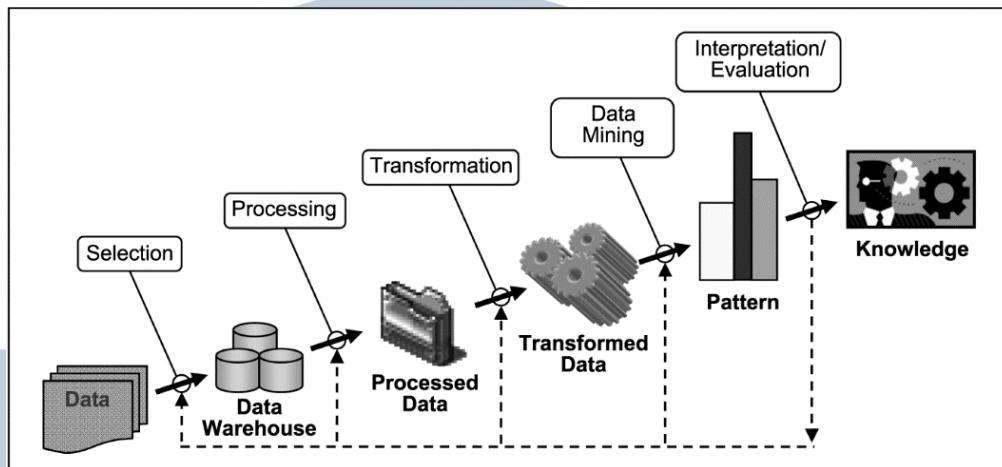 Interpretation/
Evaluation
Data
Mining
Transformation
Processing
Selection
Knowledge
Pattern
Transformed
Data
Processed
Data
Data
Warehouse
Data